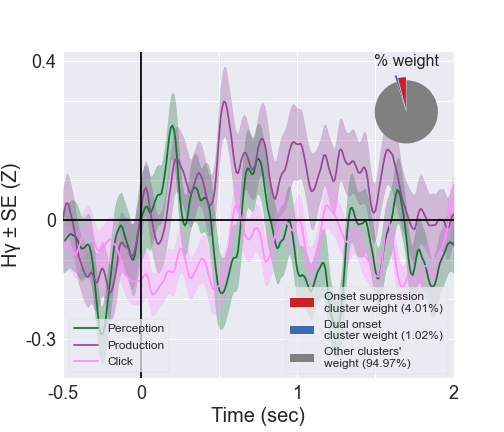 % weight
0.4
0
-0.3
Hγ ± SE (Z)
Perception
Production
Click
Onset suppression
cluster weight (4.01%)
Dual onset
cluster weight (1.02%)
Other clusters'
weight (94.97%)
-0.5
0
1
2
Time (sec)